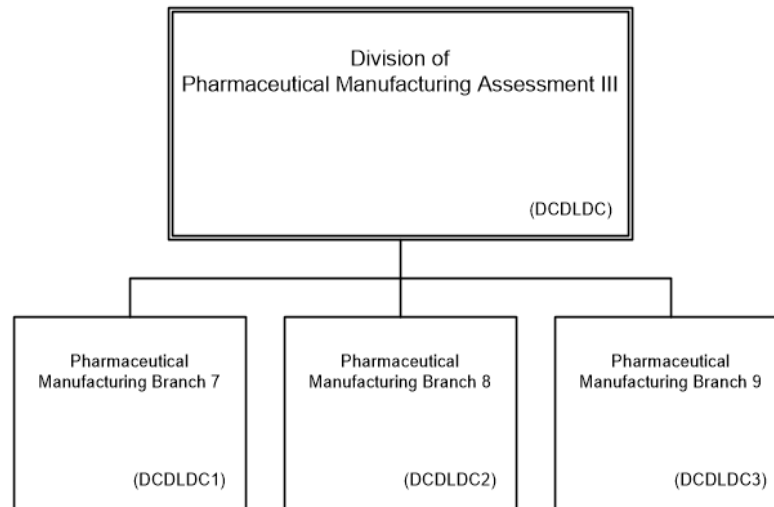 Division of
Pharmaceutical Manufacturing Assessment III
(DCDLDC)
Pharmaceutical
Manufacturing Branch 7
(DCDLDC1)
Pharmaceutical
Manufacturing Branch 8
(DCDLDC2)
Pharmaceutical
Manufacturing Branch 9
(DCDLDC3)